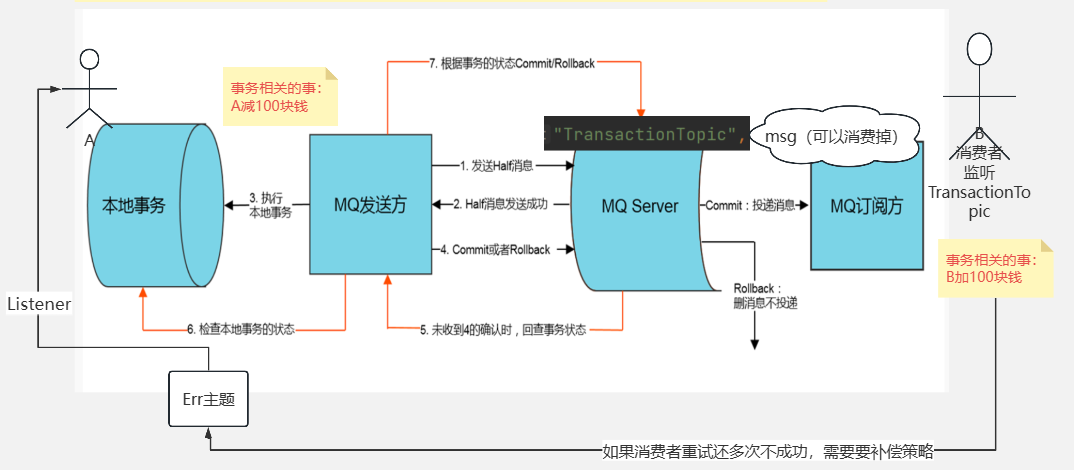 7. 根据事务的状态Commit/Rollback
事务相关的事：
A减100块钱
A
: "TransactionTopic",
msg（可以消费掉）
B
消费者
监听
TransactionTo
pic
1. 发送Half消息
本地事务
3. 执行
本地事务
MQ发送方
2. Half消息发送成功
MQ Server
Commit：投递消息
MQ订阅方
4. Commit或者Rollback
事务相关的事：
B加100块钱
Rollback：
删消息不投递
Listener
6. 检查本地事务的状态
5. 未收到4的确认时，回查事务状态
Err主题
如果消费者重试还多次不成功，需要要补偿策略